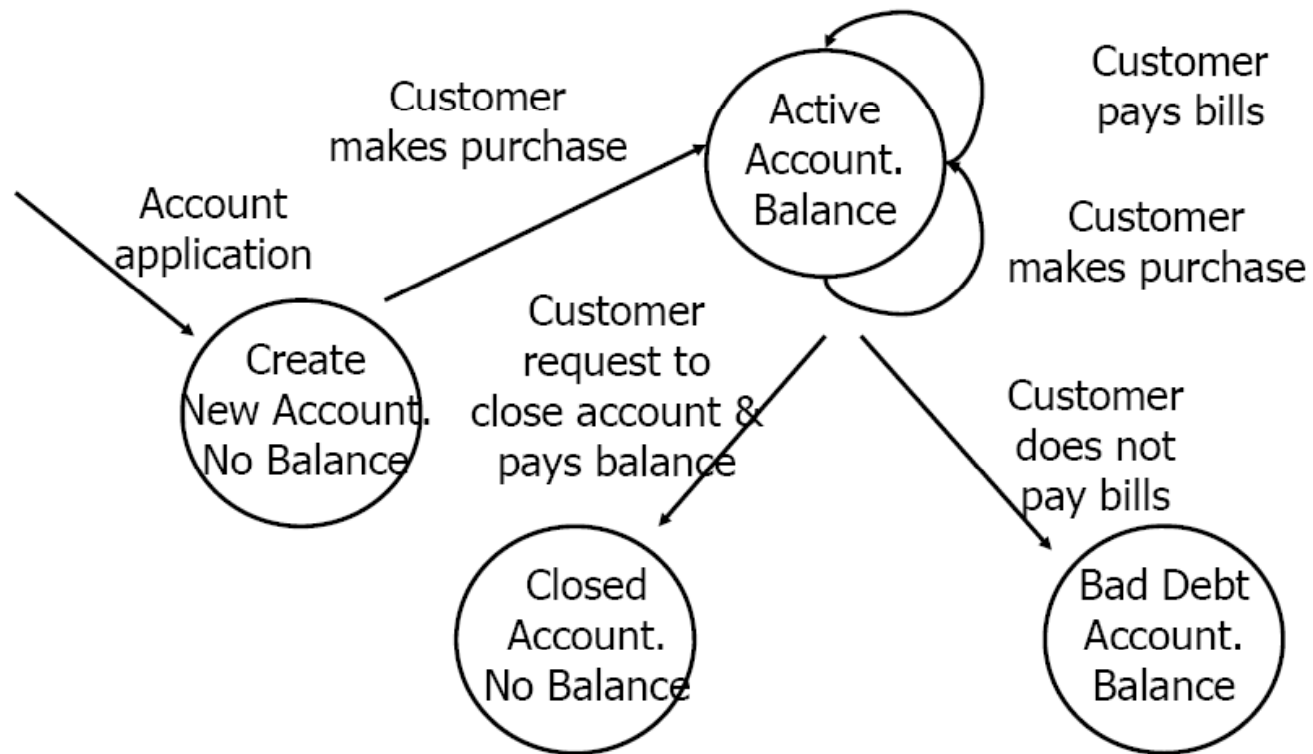 Customer
makes purchase
Account
application
Create
New Account.
No Balance
Active
Account.
Balance
Customer
pays bills
Customer
makes purchase
Customer
request to
close account &
pays balance
Customer
does not
pay bills
Closed
Account.
No Balance
Bad Debt
Account.
Balance